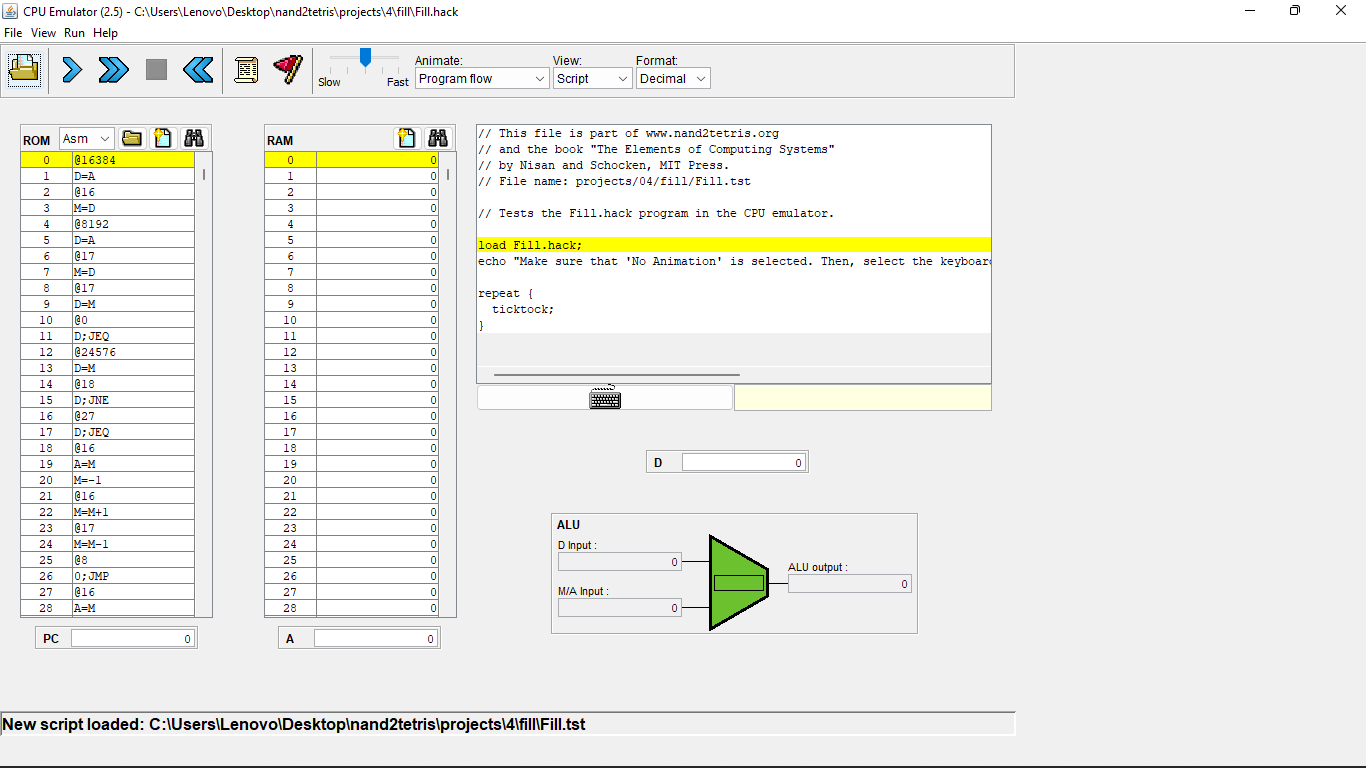 CPU Emulator (2.5) - C:\Users\Lenovo\Desktop\nand2tetris\projects\4\fill\Fill.hack
File View Run Help
Slow Fast
Animate: View: Format:
Program flow Script Decimal
ROM Asm
0 @16384
1 D=A
2 @16
3 M=D
4 @8192
5 D=A
6 @17
7 M=D
8 @17
9 D=M
10 @0
11 D;JEQ
12 @24576
13 D=M
14 @18
15 D;JNE
16 @27
17 D;JEQ
18 @16
19 A=M
20 M=-1
21 @16
22 M=M+1
23 @17
24 M=M-1
25 @8
26 0;JMP
27 @16
28 A=M
PC 0
RAM
0 0
1 0
2 0
3 0
4 0
5 0
6 0
7 0
8 0
9 0
10 0
11 0
12 0
13 0
14 0
15 0
16 0
17 0
18 0
19 0
20 0
21 0
22 0
23 0
24 0
25 0
26 0
27 0
28 0
A 0
// This file is part of www.nand2tetris.org
// and the book "The Elements of Computing Systems"
// by Nisan and Schocken, MIT Press.
// File name: projects/04/fill/Fill.tst
// Tests the Fill.hack program in the CPU emulator.
load Fill.hack;
echo "Make sure that 'No Animation' is selected. Then, select the keyboard
repeat {
ticktock;
}
D 0
ALU
D Input : 0
M/A Input : 0
ALU output : 0
New script loaded: C:\Users\Lenovo\Desktop\nand2tetris\projects\4\fill\Fill.tst